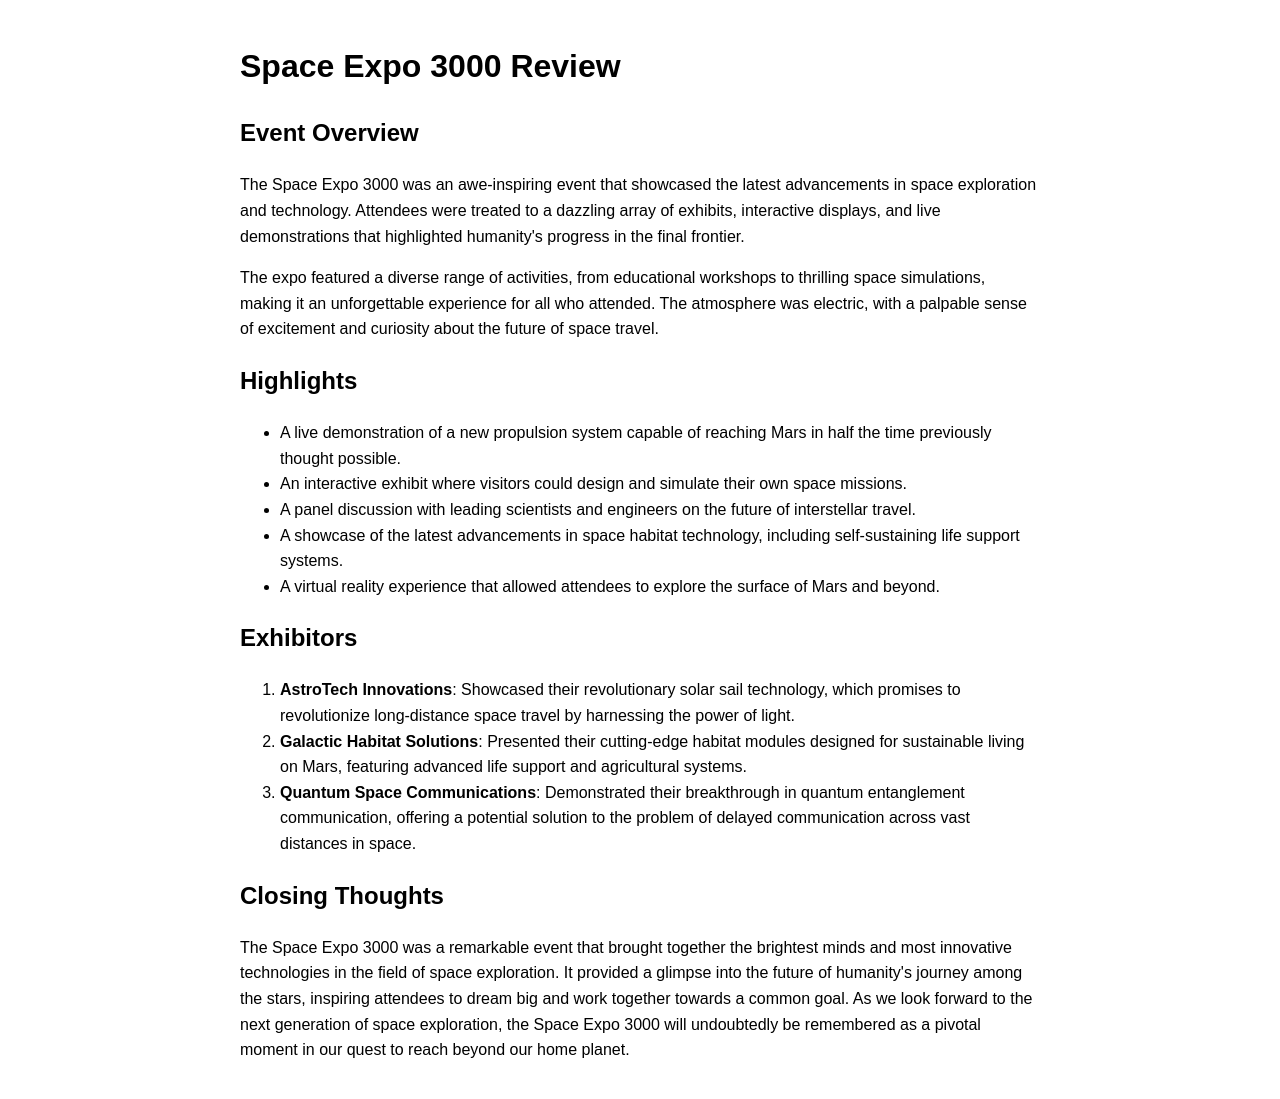 Space Expo 3000 Review
Event Overview
The Space Expo 3000 was an awe-inspiring event that showcased the latest advancements in space exploration
and technology. Attendees were treated to a dazzling array of exhibits, interactive displays, and live
demonstrations that highlighted humanity's progress in the final frontier.
The expo featured a diverse range of activities, from educational workshops to thrilling space simulations,
making it an unforgettable experience for all who attended. The atmosphere was electric, with a palpable sense
of excitement and curiosity about the future of space travel.
Highlights
• A live demonstration of a new propulsion system capable of reaching Mars in half the time previously
thought possible.
• An interactive exhibit where visitors could design and simulate their own space missions.
• A panel discussion with leading scientists and engineers on the future of interstellar travel.
• A showcase of the latest advancements in space habitat technology, including self-sustaining life support
systems.
• A virtual reality experience that allowed attendees to explore the surface of Mars and beyond.
Exhibitors
1. AstroTech Innovations: Showcased their revolutionary solar sail technology, which promises to
revolutionize long-distance space travel by harnessing the power of light.
2. Galactic Habitat Solutions: Presented their cutting-edge habitat modules designed for sustainable living
on Mars, featuring advanced life support and agricultural systems.
3. Quantum Space Communications: Demonstrated their breakthrough in quantum entanglement
communication, offering a potential solution to the problem of delayed communication across vast
distances in space.
Closing Thoughts
The Space Expo 3000 was a remarkable event that brought together the brightest minds and most innovative
technologies in the field of space exploration. It provided a glimpse into the future of humanity's journey among
the stars, inspiring attendees to dream big and work together towards a common goal. As we look forward to the
next generation of space exploration, the Space Expo 3000 will undoubtedly be remembered as a pivotal
moment in our quest to reach beyond our home planet.